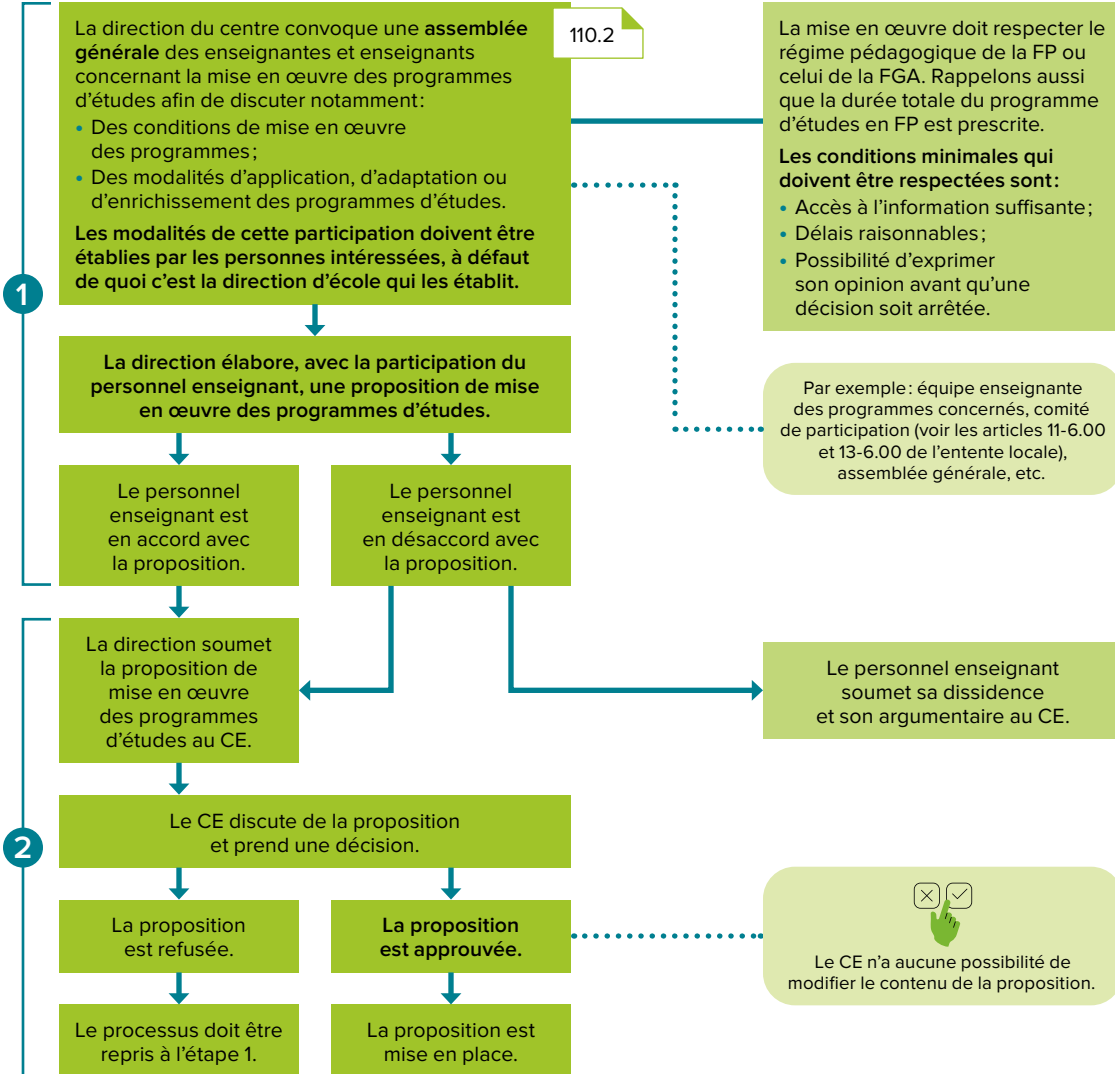 La direction du centre convoque une assemblée
générale des enseignantes et enseignants
concernant la mise en œuvre des programmes
d'études afin de discuter notamment :
• Des conditions de mise en œuvre
des programmes ;
• Des modalités d'application, d'adaptation ou
d'enrichissement des programmes d'études.
Les modalités de cette participation doivent être
établies par les personnes intéressées, à défaut
de quoi c'est la direction d'école qui les établit.
110.2
La mise en œuvre doit respecter le
régime pédagogique de la FP ou
celui de la FGA. Rappelons aussi
que la durée totale du programme
d'études en FP est prescrite.
Les conditions minimales qui
doivent être respectées sont :
• Accès à l'information suffisante ;
• Délais raisonnables ;
• Possibilité d'exprimer
son opinion avant qu'une
décision soit arrêtée.
1
La direction élabore, avec la participation du
personnel enseignant, une proposition de mise
en œuvre des programmes d'études.
Par exemple : équipe enseignante
des programmes concernés, comité
de participation (voir les articles 11-6.00
et 13-6.00 de l'entente locale),
assemblée générale, etc.
Le personnel
enseignant est
en accord avec
la proposition.
Le personnel
enseignant est
en désaccord avec
la proposition.
2
La direction soumet
la proposition de
mise en œuvre
des programmes
d'études au CE.
Le personnel enseignant
soumet sa dissidence
et son argumentaire au CE.
Le CE discute de la proposition
et prend une décision.
La proposition
est refusée.
La proposition
est approuvée.
Le CE n'a aucune possibilité de
modifier le contenu de la proposition.
Le processus doit être
repris à l'étape 1.
La proposition est
mise en place.